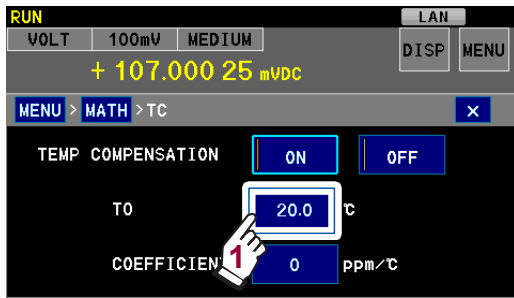 RUN LAN
VOLT 100mV MEDIUM DISP MENU
+ 107.000 25 mVDC
MENU > MATH > TC ×
TEMP COMPENSATION ON OFF
T0 20.0 ℃
1
COEFFICIEN 0 ppm/℃